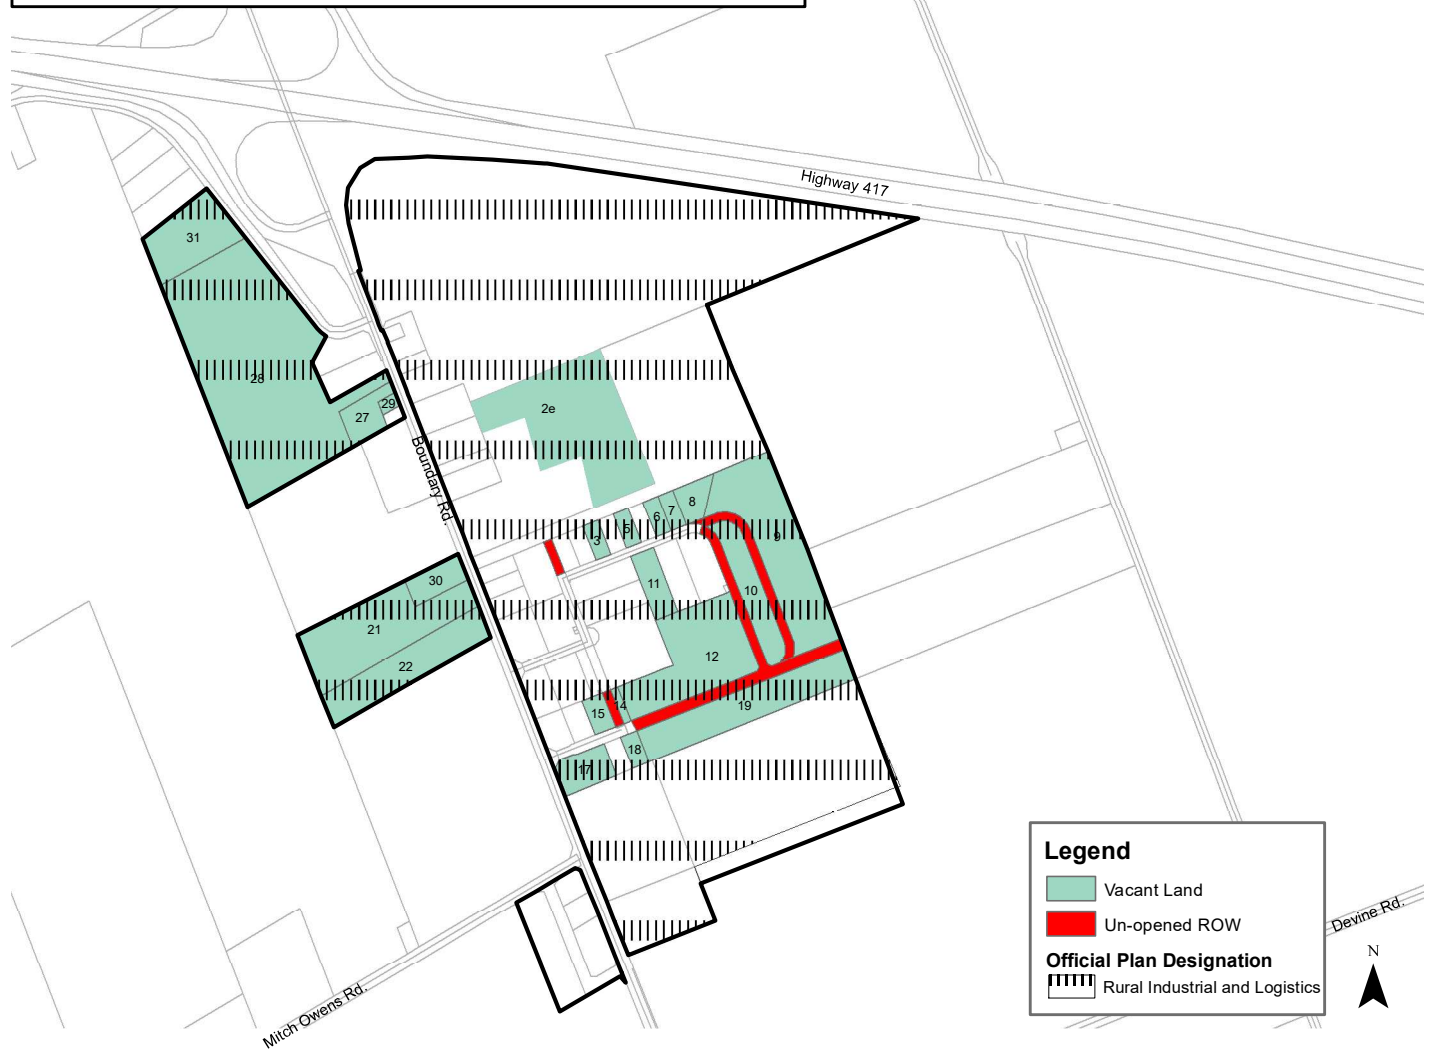 Highway 417
31
28
29
27
2e
Boundary Rd.
8
6
7
5
3
9
11
10
30
21
22
12
14
15
19
18
17
Legend
Vacant Land
Un-opened ROW
Official Plan Designation
Rural Industrial and Logistics
Devine Rd.
N
Mitch Owens Rd.